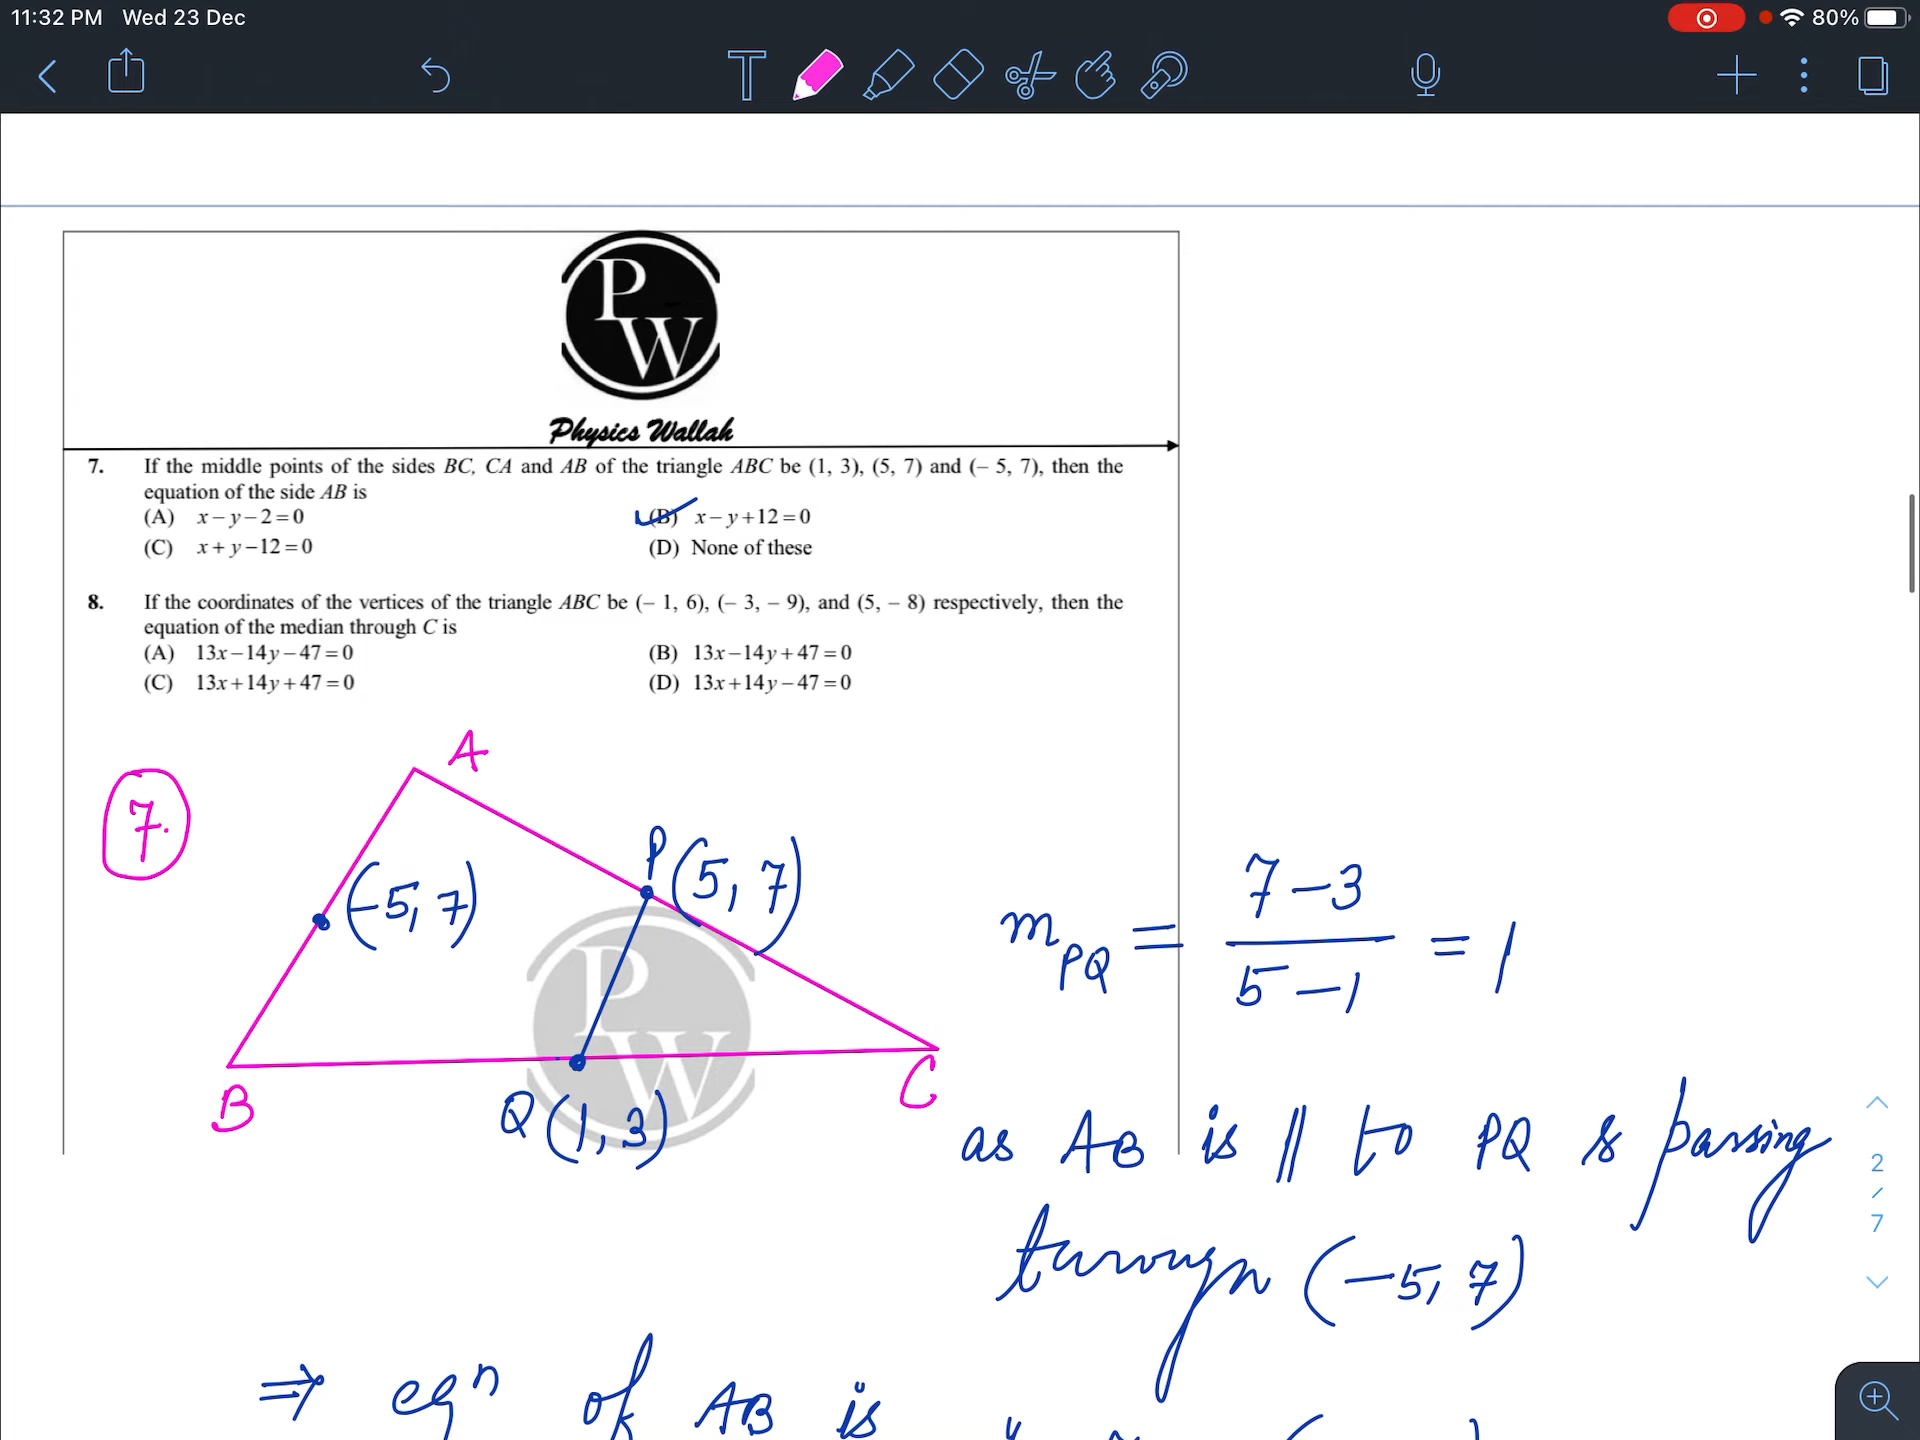 11:32 PM Wed 23 Dec
80%
T
PW
Physics Wallah
7. If the middle points of the sides BC, CA and AB of the triangle ABC be (1, 3), (5, 7) and (– 5, 7), then the
equation of the side AB is
(A) x – y – 2 = 0 (B) x – y + 12 = 0
(C) x + y – 12 = 0 (D) None of these
8. If the coordinates of the vertices of the triangle ABC be (– 1, 6), (– 3, – 9), and (5, – 8) respectively, then the
equation of the median through C is
(A) 13x – 14y – 47 = 0 (B) 13x – 14y + 47 = 0
(C) 13x + 14y + 47 = 0 (D) 13x + 14y – 47 = 0
7.
A
(-5, 7)
P(5, 7)
PW
B
Q(1, 3)
C
m PQ = 7-3 / 5-1 = 1
as AB is || to PQ & passing
through (-5, 7)
⇒ eqn of AB is
2
/
7